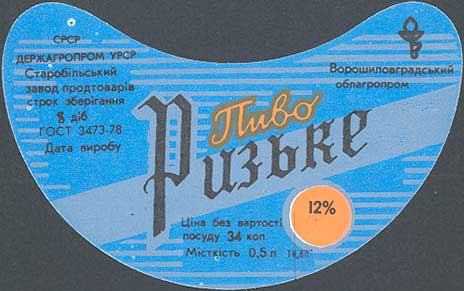 СРСР
ДЕРЖАГРОПРОМ УРСР
Старобільський
завод продтоварів
строк зберігання
8 діб
ГОСТ 3473-78
Дата виробу
Ворошиловградський
облагропром
Пиво
Ризьке
12%
Ціна без вартості
посуду 34 коп.
Місткість 0,5 л